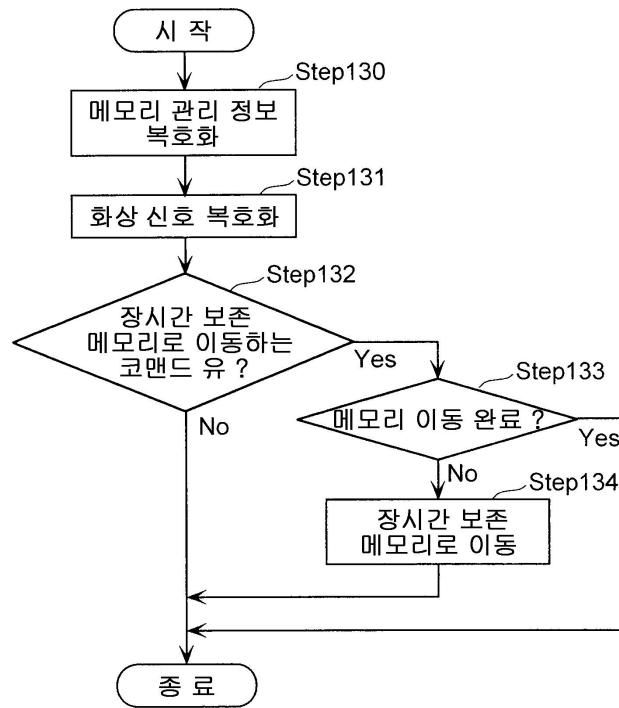 시 작
Step130
메모리 관리 정보
복호화
Step131
화상 신호 복호화
Step132
장시간 보존
메모리로 이동하는
코맨드 유 ?
Yes
Step133
No
메모리 이동 완료 ?
Yes
No
Step134
장시간 보존
메모리로 이동
종 료